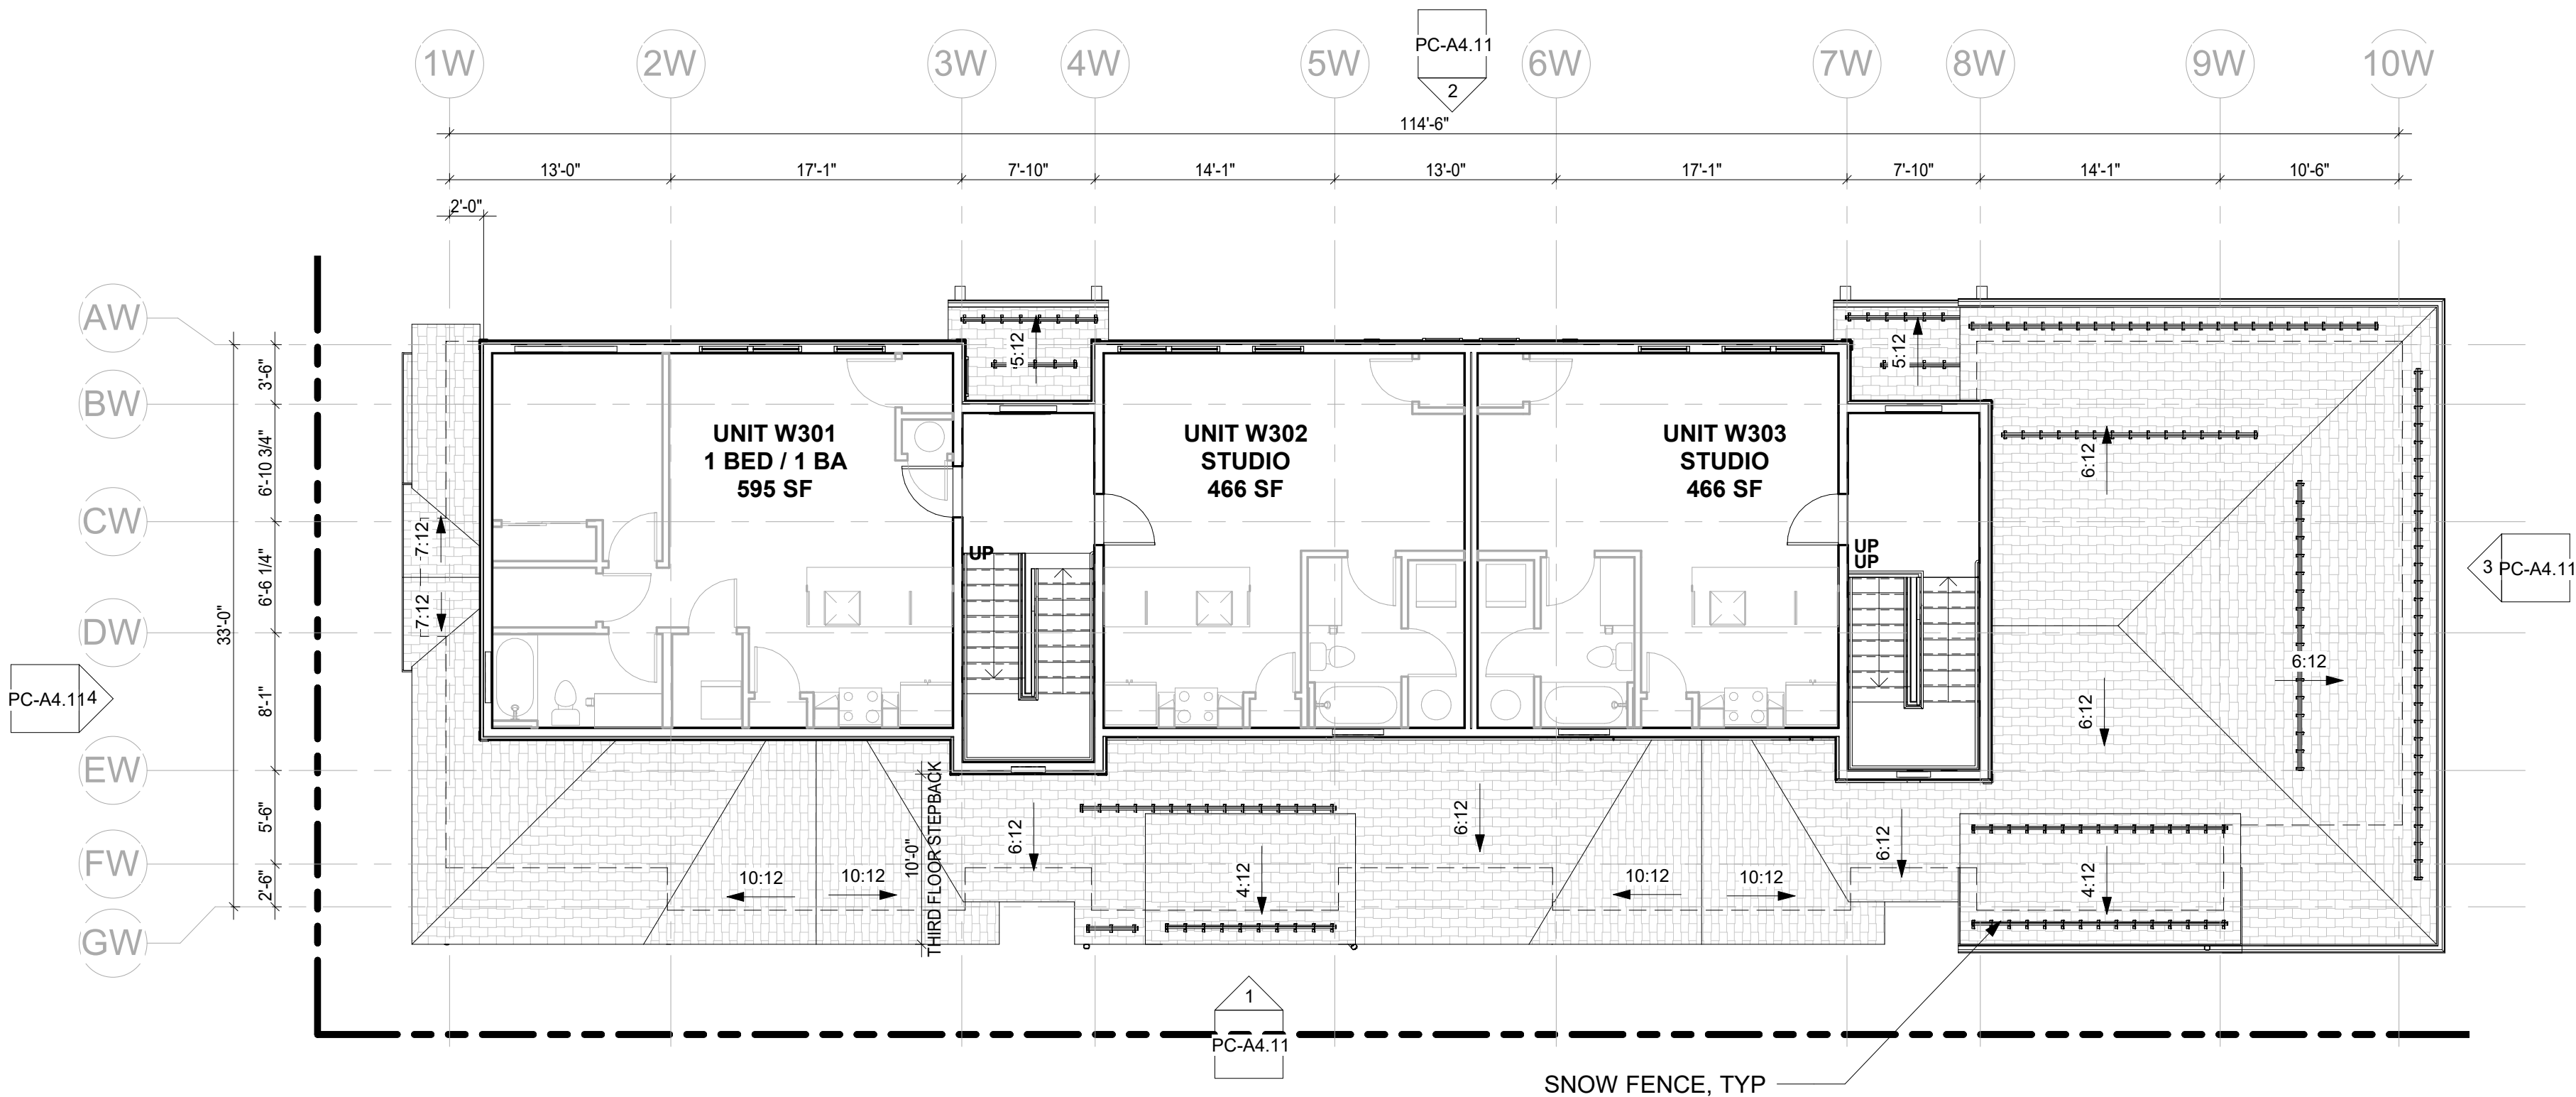 PC-A4.11
2
1W
2W
3W
4W
5W
6W
7W
8W
9W
10W
114'-6"
13'-0"
17'-1"
7'-10"
14'-1"
13'-0"
17'-1"
7'-10"
14'-1"
10'-6"
2'-0"
AW
BW
CW
DW
EW
FW
GW
33'-0"
3'-6"
6'-10 3/4"
6'-6 1/4"
8'-1"
5'-6"
2'-6"
PC-A4.11
4
7:12
7:12
5:12
5:12
UNIT W301
1 BED / 1 BA
595 SF
UNIT W302
STUDIO
466 SF
UNIT W303
STUDIO
466 SF
UP
UP
UP
6:12
6:12
6:12
3
PC-A4.11
10'-0"
THIRD FLOOR STEPBACK
10:12
10:12
6:12
4:12
6:12
10:12
10:12
6:12
4:12
1
PC-A4.11
SNOW FENCE, TYP